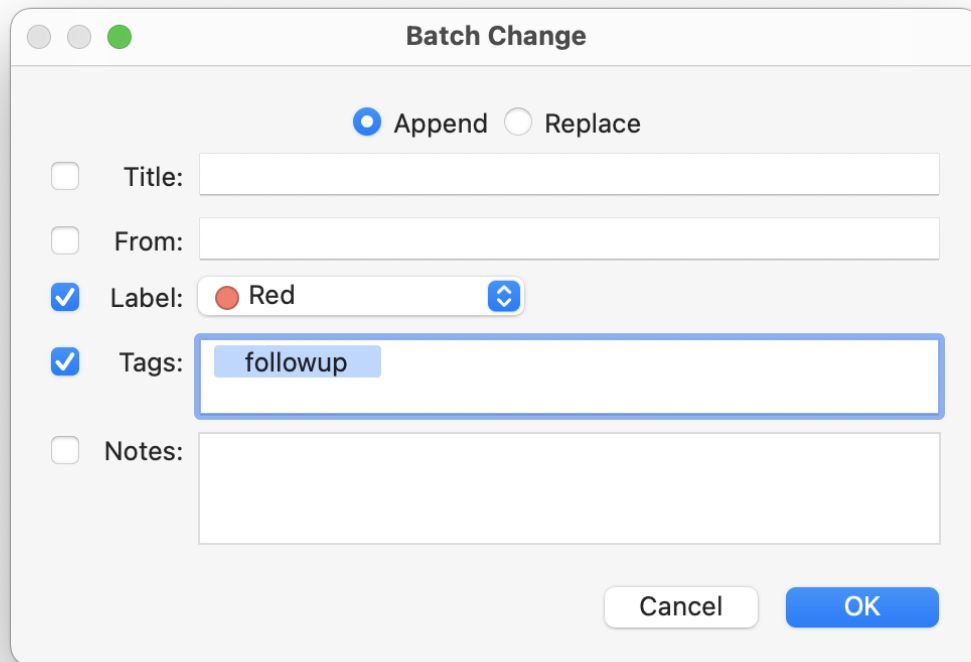 Batch Change
Append Replace
Title:
From:
Label: Red
Tags: followup
Notes:
Cancel OK